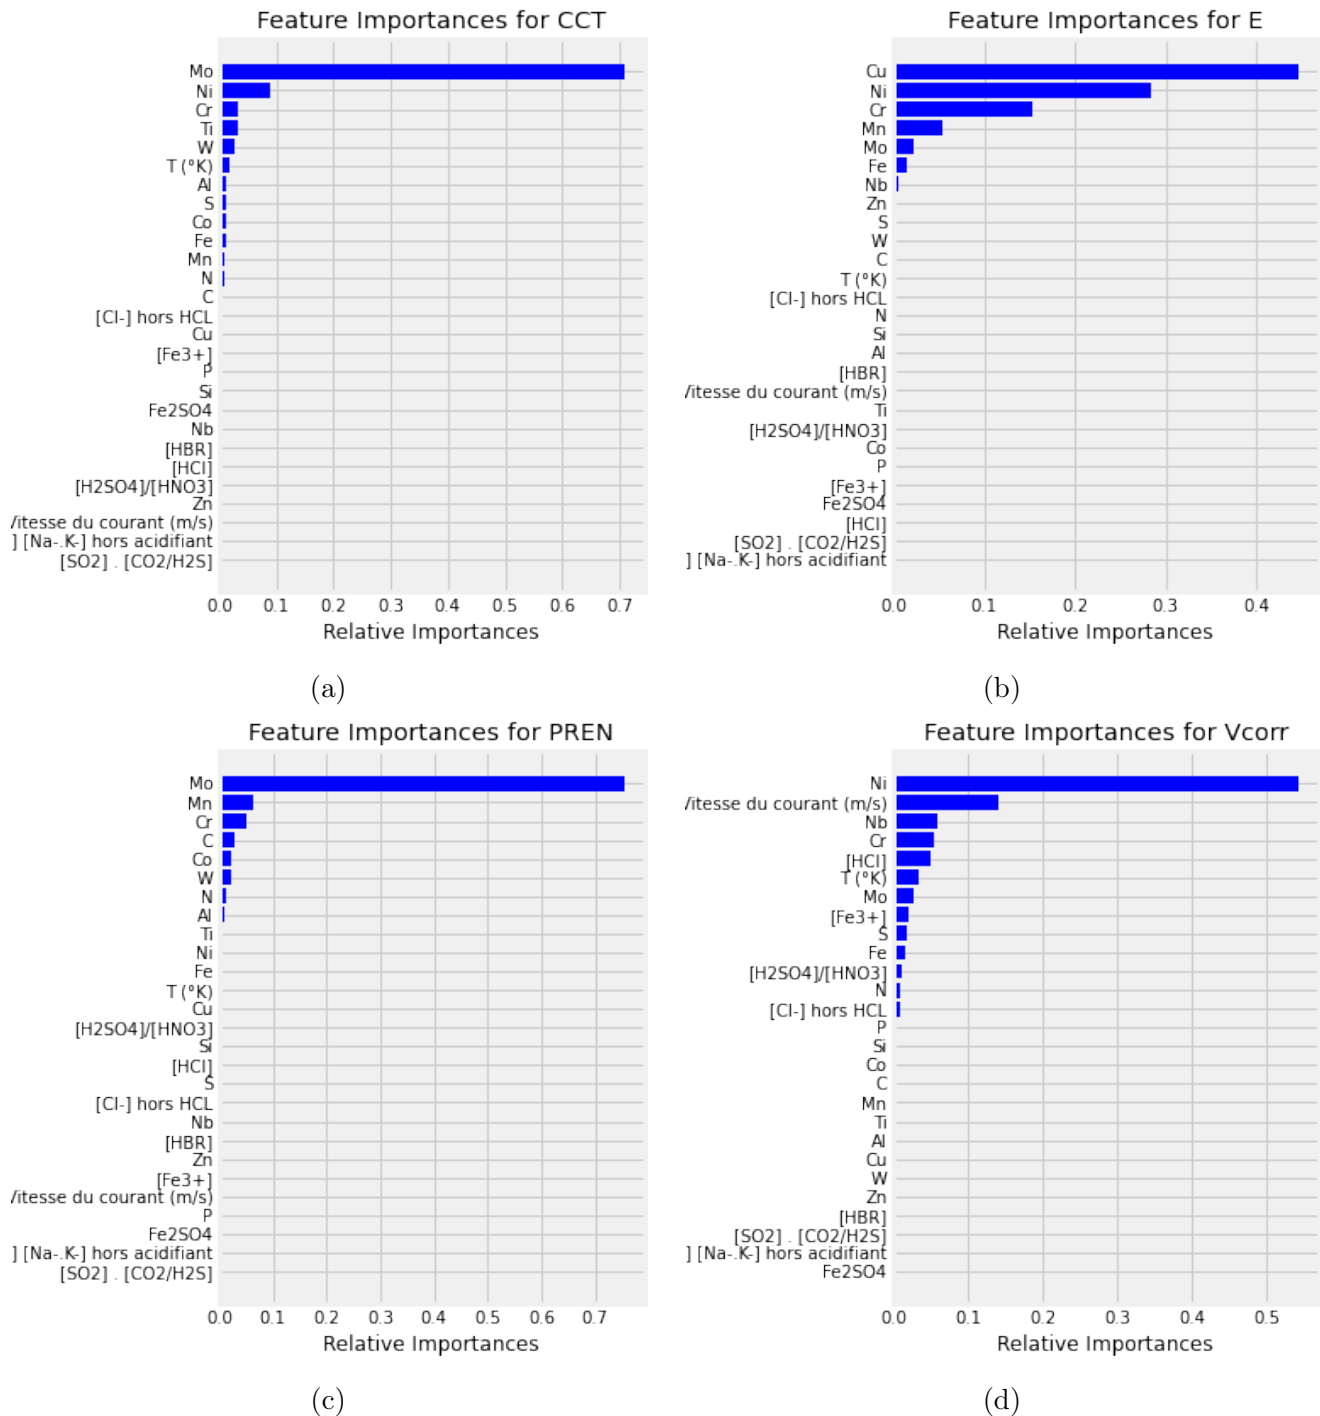 Feature Importances for CCT
Mo
Ni
Cr
Ti
W
T (°K)
Al
S
Co
Fe
Mn
N
C
[Cl-] hors HCL
Cu
[Fe3+]
P
Si
Fe2SO4
Nb
[HBR]
[HCl]
[H2SO4]/[HNO3]
Zn
itesse du courant (m/s)
] [Na-.K-] hors acidifiant
[SO2] . [CO2/H2S]
0.0 0.1 0.2 0.3 0.4 0.5 0.6 0.7
Relative Importances
(a)
Feature Importances for E
Cu
Ni
Cr
Mn
Mo
Fe
Nb
Zn
S
W
C
T (°K)
[Cl-] hors HCL
N
Si
Al
[HBR]
itesse du courant (m/s)
Ti
[H2SO4]/[HNO3]
Co
P
[Fe3+]
Fe2SO4
[HCl]
[SO2] . [CO2/H2S]
] [Na-.K-] hors acidifiant
0.0 0.1 0.2 0.3 0.4
Relative Importances
(b)
Feature Importances for PREN
Mo
Mn
Cr
C
Co
W
N
Al
Ti
Ni
Fe
T (°K)
Cu
[H2SO4]/[HNO3]
Si
[HCl]
S
[Cl-] hors HCL
Nb
[HBR]
Zn
[Fe3+]
itesse du courant (m/s)
P
Fe2SO4
] [Na-.K-] hors acidifiant
[SO2] . [CO2/H2S]
0.0 0.1 0.2 0.3 0.4 0.5 0.6 0.7
Relative Importances
(c)
Feature Importances for Vcorr
Ni
itesse du courant (m/s)
Nb
Cr
[HCl]
T (°K)
Mo
[Fe3+]
S
Fe
[H2SO4]/[HNO3]
N
[Cl-] hors HCL
P
Si
Co
C
Mn
Ti
Al
Cu
W
Zn
[HBR]
[SO2] . [CO2/H2S]
] [Na-.K-] hors acidifiant
Fe2SO4
0.0 0.1 0.2 0.3 0.4 0.5
Relative Importances
(d)